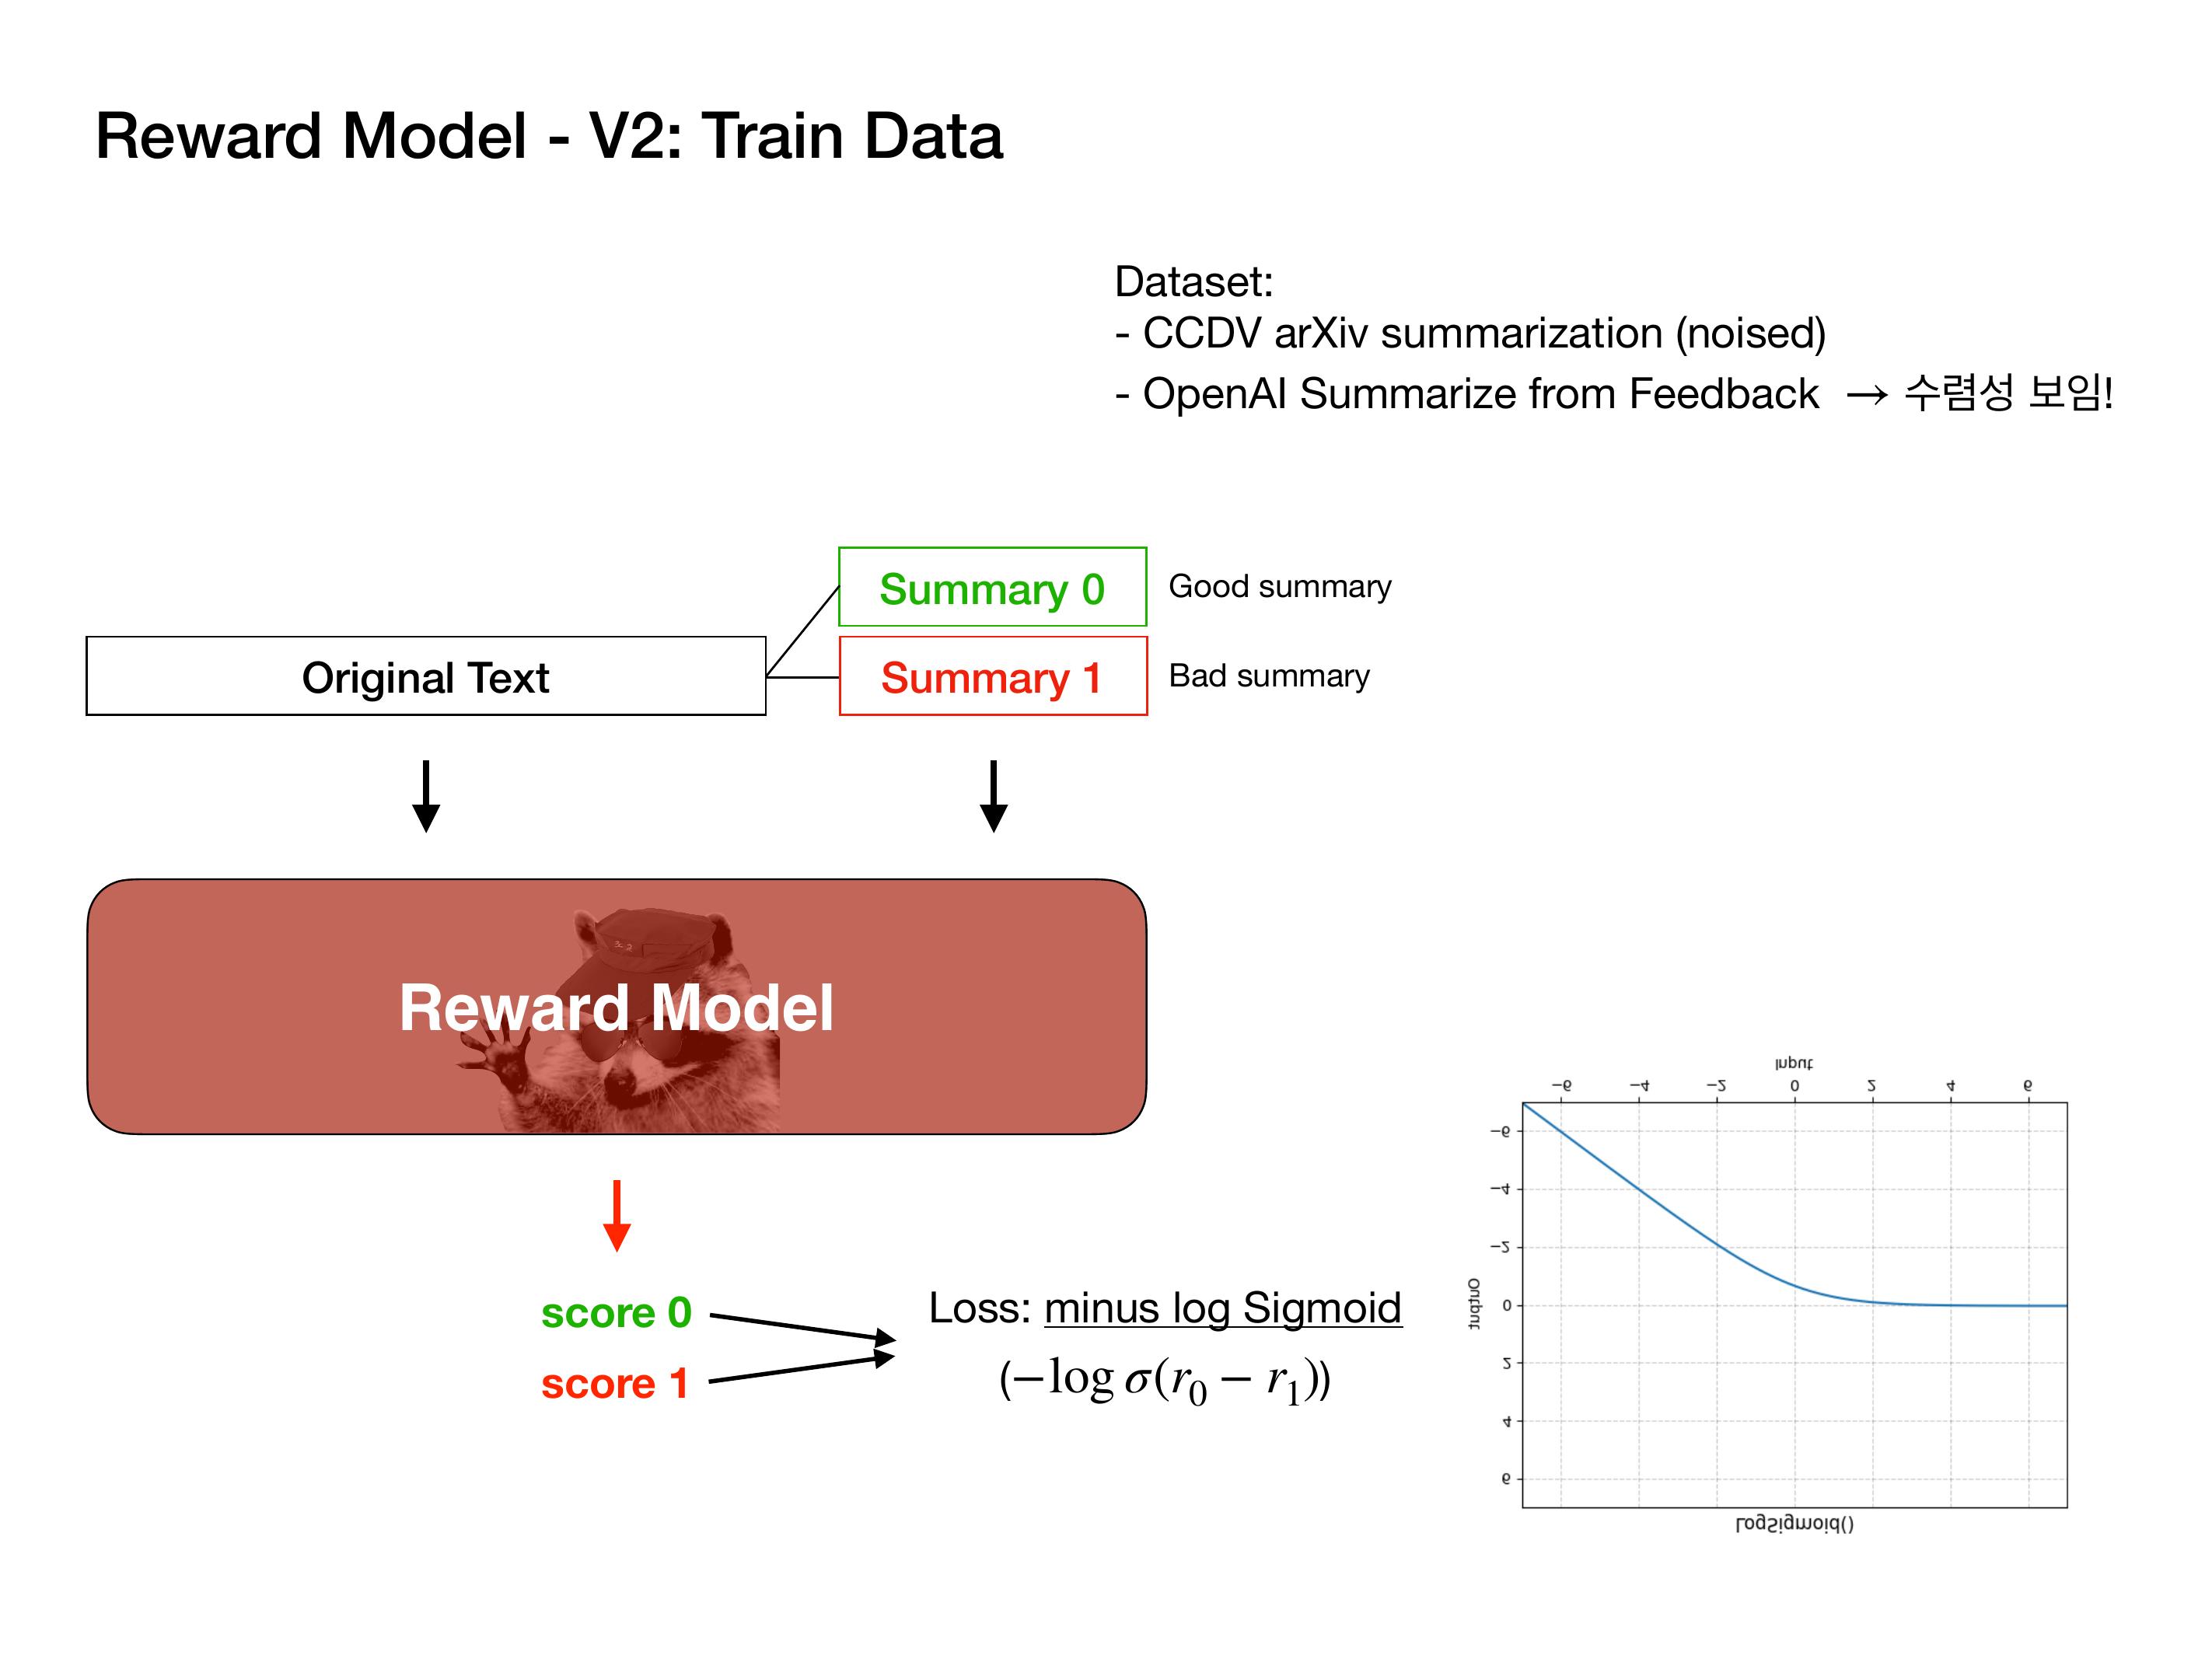 Reward Model - V2: Train Data
Dataset:
- CCDV arXiv summarization (noised)
- OpenAI Summarize from Feedback → 수렴성 보임!
Summary 0
Good summary
Original Text
Summary 1
Bad summary
Reward Model
score 0
score 1
Loss: minus log Sigmoid
(−log σ(r₀ − r₁))
Input
−6 −4 −2 0 2 4 6
−6
−4
−2
0
2
4
6
Output
LogSigmoid()